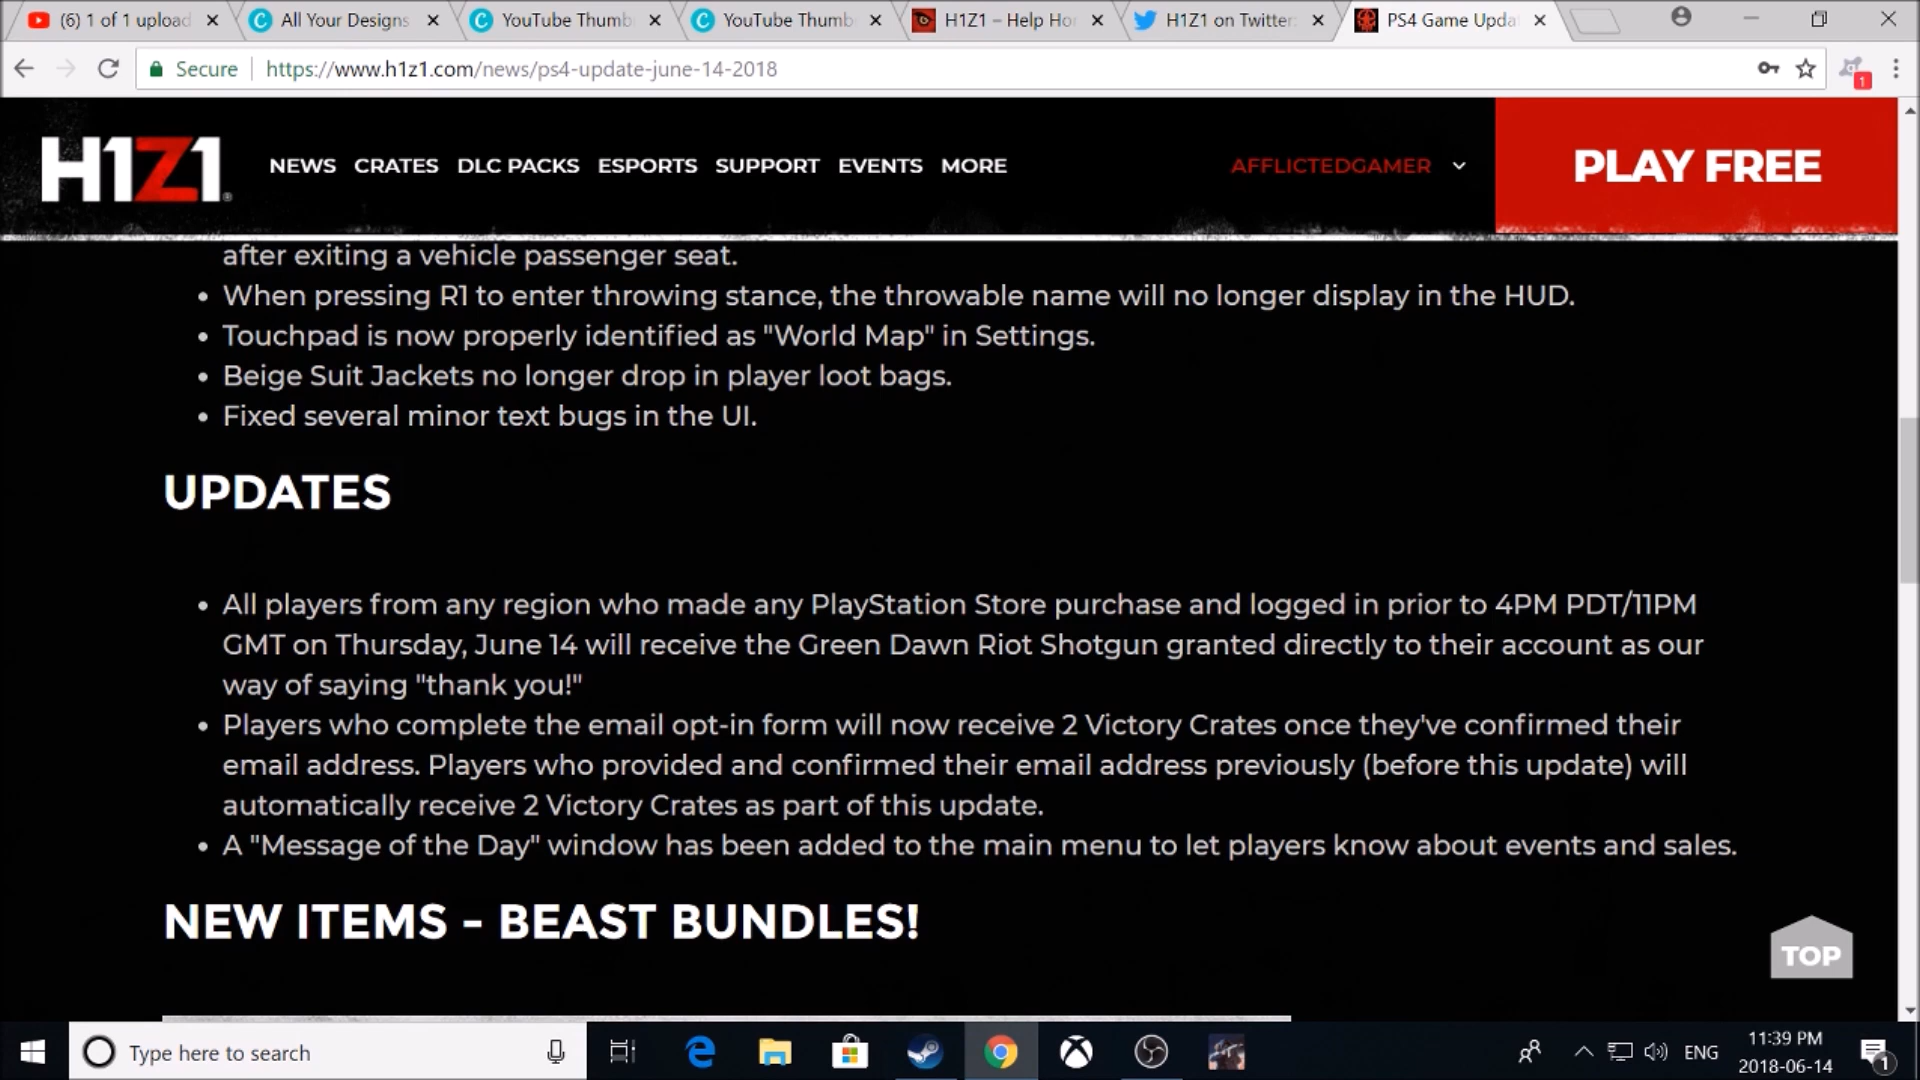 (6) 1 of 1 upload
All Your Designs
YouTube Thumb
YouTube Thumb
H1Z1 – Help Ho
H1Z1 on Twitter
PS4 Game Upda
Secure
https://www.h1z1.com/news/ps4-update-june-14-2018
1
H1Z1
NEWS CRATES DLC PACKS ESPORTS SUPPORT EVENTS MORE
AFFLICTEDGAMER
PLAY FREE
after exiting a vehicle passenger seat.
• When pressing R1 to enter throwing stance, the throwable name will no longer display in the HUD.
• Touchpad is now properly identified as "World Map" in Settings.
• Beige Suit Jackets no longer drop in player loot bags.
• Fixed several minor text bugs in the UI.
UPDATES
• All players from any region who made any PlayStation Store purchase and logged in prior to 4PM PDT/11PM
GMT on Thursday, June 14 will receive the Green Dawn Riot Shotgun granted directly to their account as our
way of saying "thank you!"
• Players who complete the email opt-in form will now receive 2 Victory Crates once they've confirmed their
email address. Players who provided and confirmed their email address previously (before this update) will
automatically receive 2 Victory Crates as part of this update.
• A "Message of the Day" window has been added to the main menu to let players know about events and sales.
NEW ITEMS - BEAST BUNDLES!
TOP
Type here to search
ENG
11:39 PM
2018-06-14
1